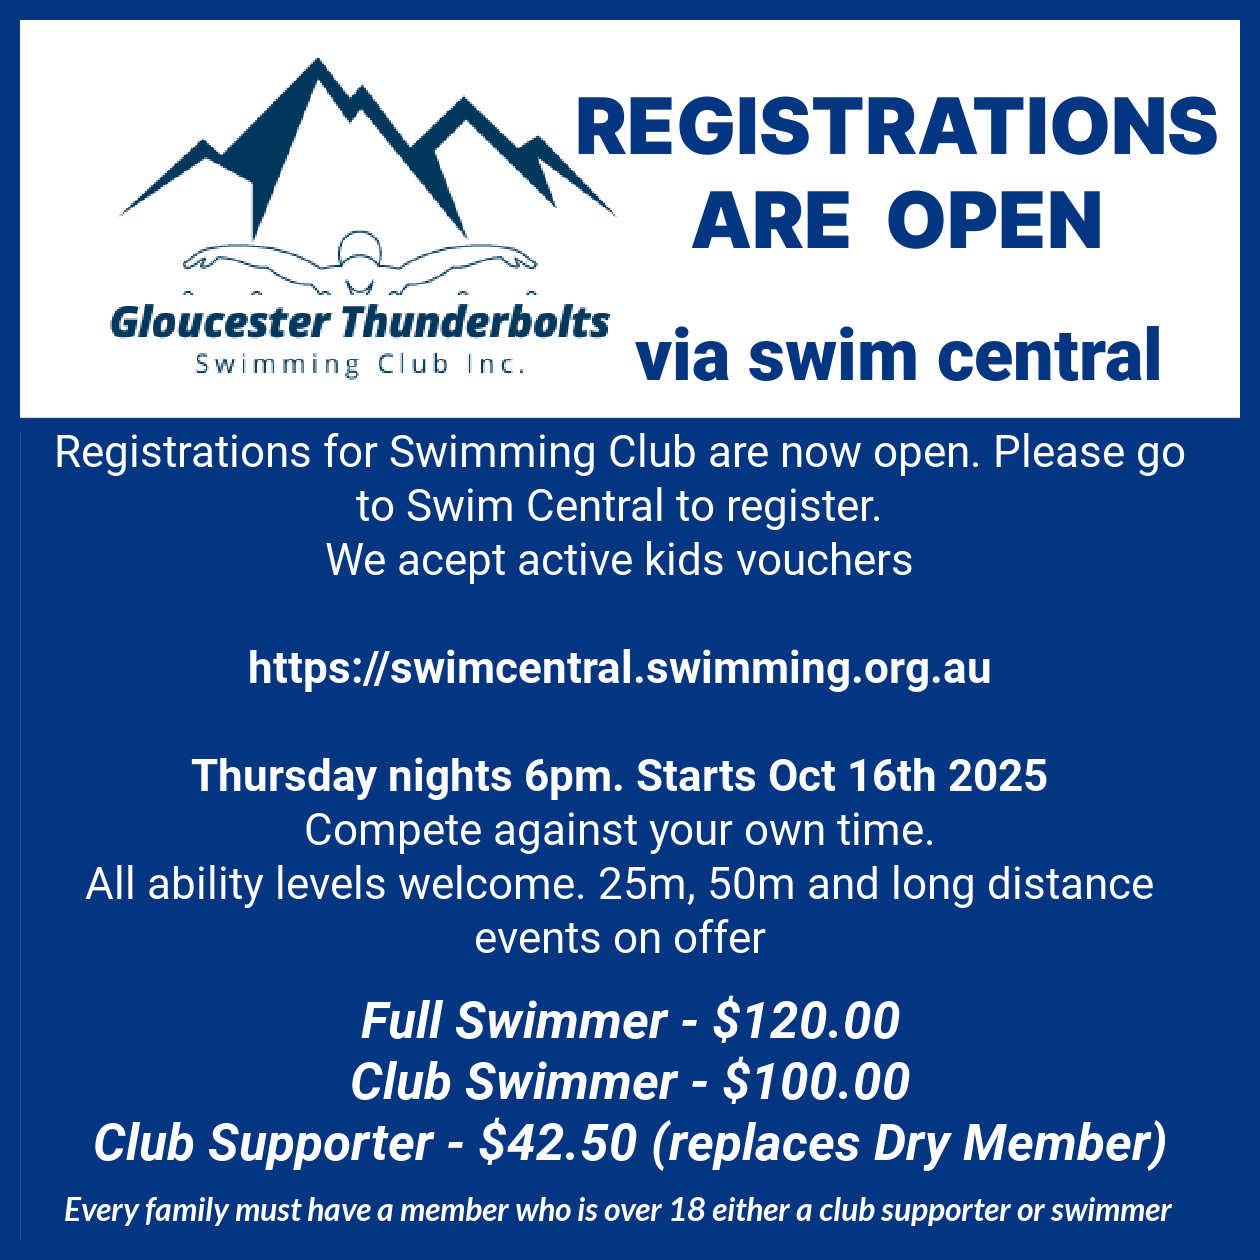 REGISTRATIONS
ARE OPEN
Gloucester Thunderbolts
Swimming Club Inc.
via swim central
Registrations for Swimming Club are now open. Please go
to Swim Central to register.
We acept active kids vouchers
https://swimcentral.swimming.org.au
Thursday nights 6pm. Starts Oct 16th 2025
Compete against your own time.
All ability levels welcome. 25m, 50m and long distance
events on offer
Full Swimmer - $120.00
Club Swimmer - $100.00
Club Supporter - $42.50 (replaces Dry Member)
Every family must have a member who is over 18 either a club supporter or swimmer